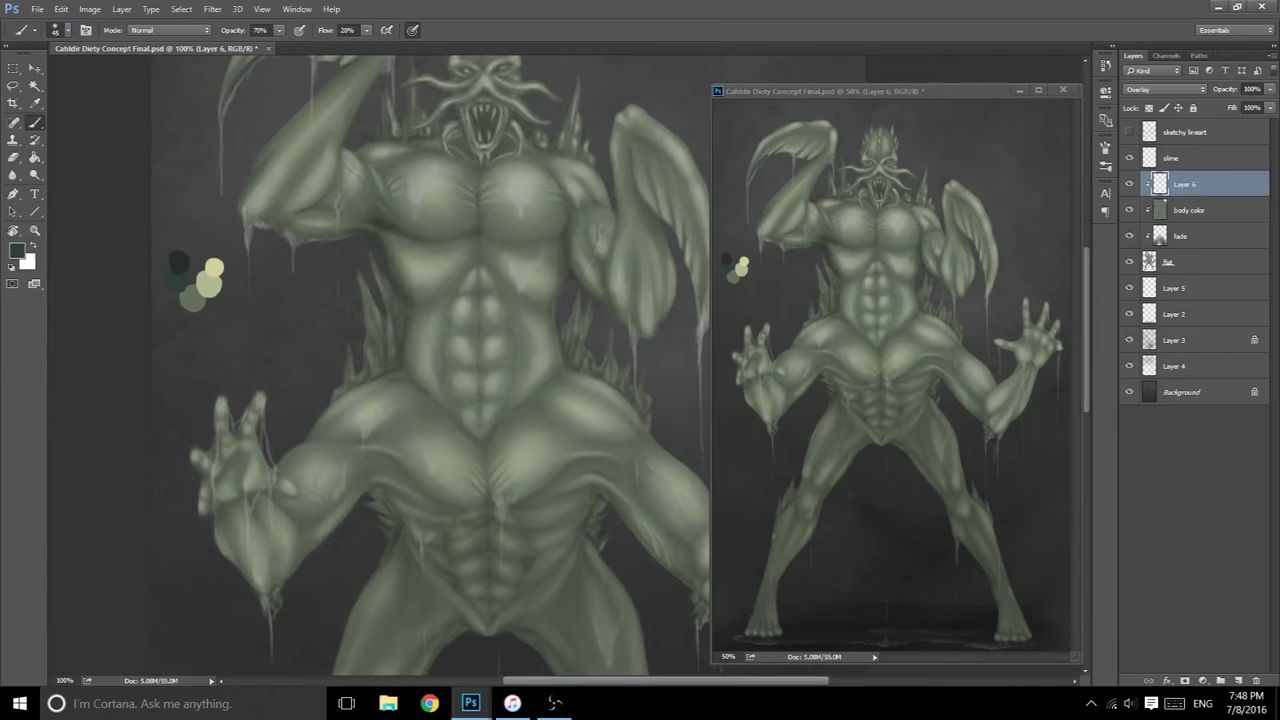 Ps File Edit Image Layer Type Select Filter 3D View Window Help
45 Mode: Normal Opacity: 70% Flow: 20% Essentials
Cahldir Diety Concept Final.psd @ 100% (Layer 6, RGB/8) *
Cahldir Diety Concept Final.psd @ 50% (Layer 6, RGB/8) *
Layers Channels Paths
Kind
Overlay Opacity: 100%
Lock: Fill: 100%
sketchy lineart
slime
Layer 6
body color
fade
flat
Layer 5
Layer 2
Layer 3
Layer 4
Background
50% Doc: 5.08M/55.0M
100% Doc: 5.08M/55.0M
I'm Cortana. Ask me anything.
Ps
ENG
7:48 PM
7/8/2016